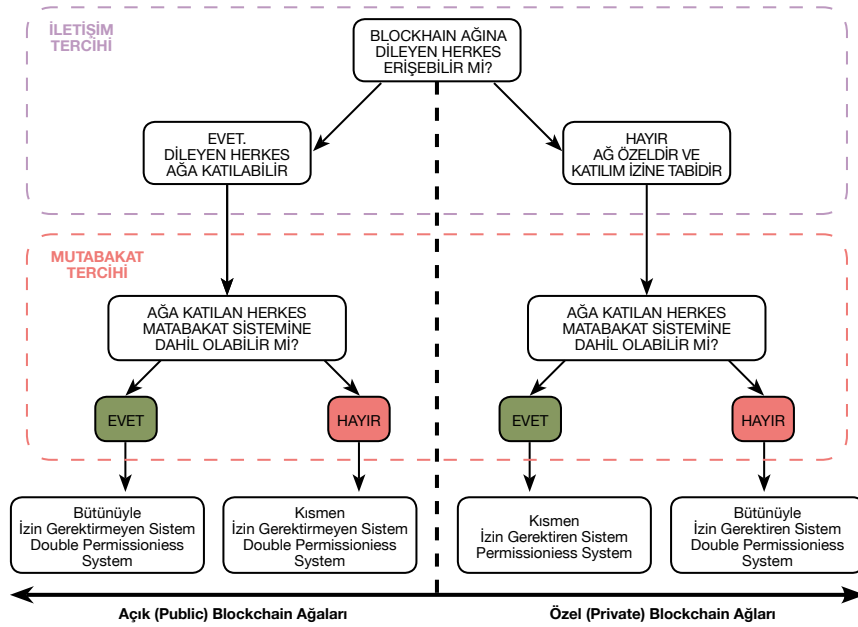 İLETİŞİM
TERCİHİ
BLOCKHAIN AĞINA
DİLEYEN HERKES
ERİŞEBİLİR Mİ?
EVET.
DİLEYEN HERKES
AĞA KATILABİLİR
HAYIR
AĞ ÖZELDİR VE
KATILIM İZINE TABİDİR
MUTABAKAT
TERCİHİ
AĞA KATILAN HERKES
MATABAKAT SİSTEMİNE
DAHİL OLABİLİR Mİ?
AĞA KATILAN HERKES
MATABAKAT SİSTEMİNE
DAHİL OLABİLİR Mİ?
EVET
HAYIR
EVET
HAYIR
Bütünüyle
İzin Gerektirmeyen Sistem
Double Permissioniess
System
Kısmen
İzin Gerektirmeyen Sistem
Double Permissioniess
System
Kısmen
İzin Gerektiren Sistem
Permissioniess System
Bütünüyle
İzin Gerektiren Sistem
Double Permissioniess
System
Açık (Public) Blockchain Ağaları
Özel (Private) Blockchain Ağları